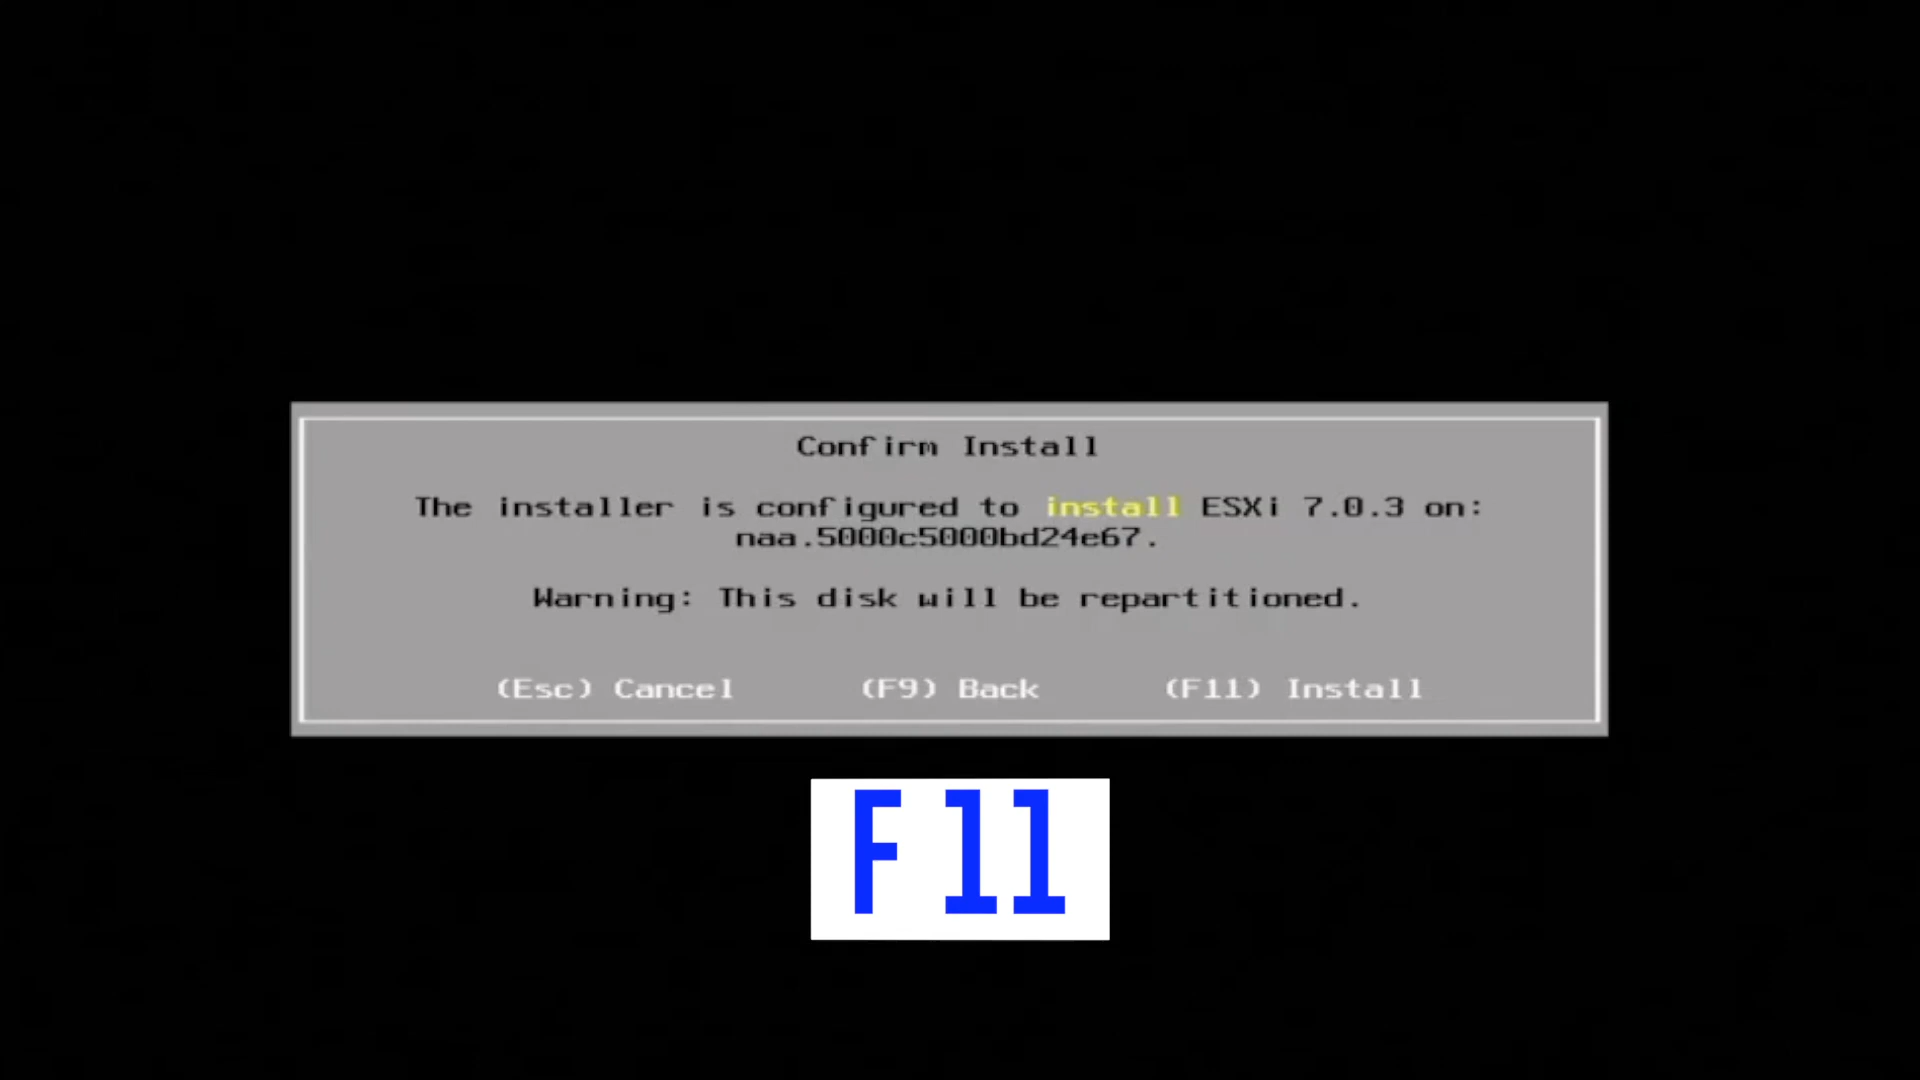 Confirm Install
The installer is configured to install ESXi 7.0.3 on:
naa.5000c5000bd24e67.
Warning: This disk will be repartitioned.
(Esc) Cancel (F9) Back (F11) Install
F11